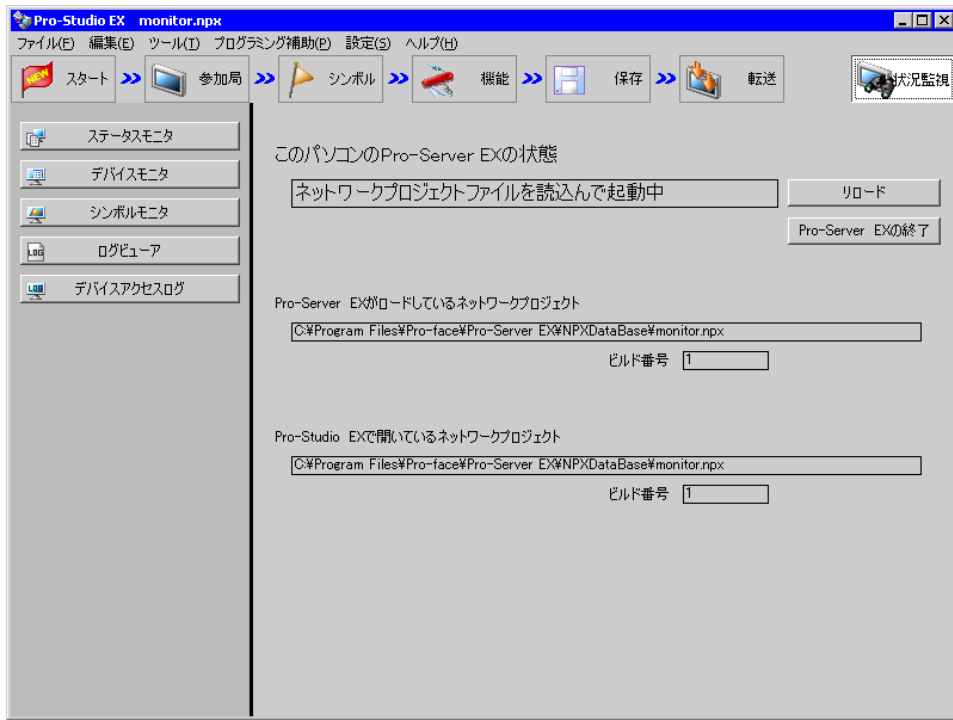 Pro-Studio EX monitor.npx
ファイル(F) 編集(E) ツール(T) プログラミング補助(P) 設定(S) ヘルプ(H)
NEW スタート 参加局 シンボル 機能 保存 転送 状況監視
ステータスモニタ
デバイスモニタ
シンボルモニタ
LOG ログビューア
LOG デバイスアクセスログ
このパソコンのPro-Server EXの状態
ネットワークプロジェクトファイルを読込んで起動中
リロード
Pro-Server EXの終了
Pro-Server EXがロードしているネットワークプロジェクト
C:¥Program Files¥Pro-face¥Pro-Server EX¥NPXDataBase¥monitor.npx
ビルド番号 1
Pro-Studio EXで開いているネットワークプロジェクト
C:¥Program Files¥Pro-face¥Pro-Server EX¥NPXDataBase¥monitor.npx
ビルド番号 1